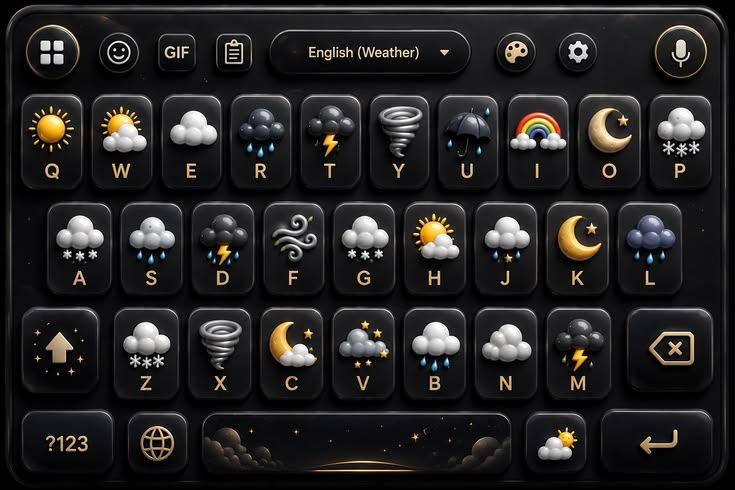 GIF English (Weather)
Q W E R T Y U I O P
A S D F G H J K L
Z X C V B N M
?123